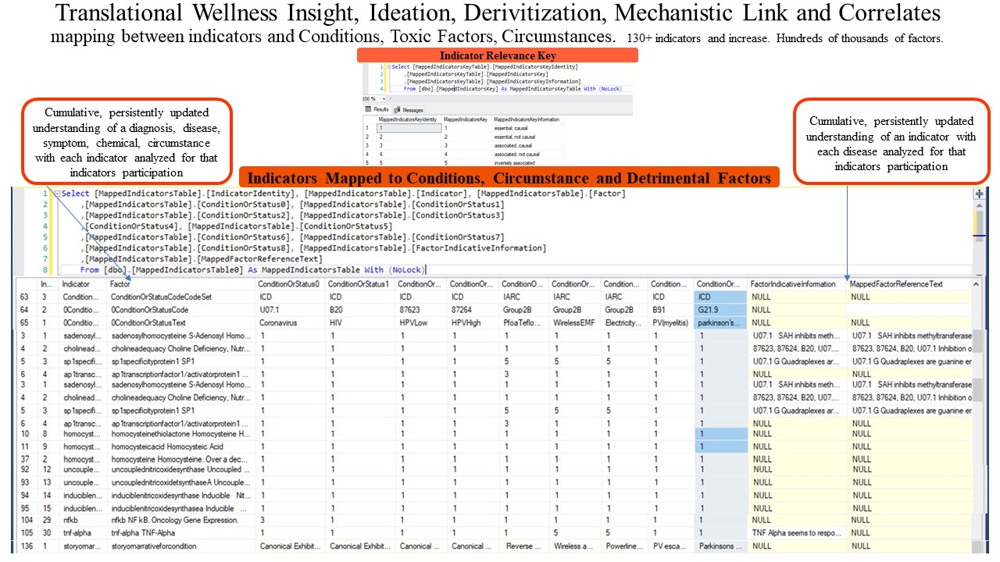 Translational Wellness Insight, Ideation, Derivitization, Mechanistic Link and Correlates
mapping between indicators and Conditions, Toxic Factors, Circumstances. 130+ indicators and increase. Hundreds of thousands of factors.
Indicator Relevance Key
1 Select [MappedIndicatorsKeyTable].[MappedIndicatorsKeyIdentity]
2 ,[MappedIndicatorsKeyTable].[MappedIndicatorsKey]
3 ,[MappedIndicatorsKeyTable].[MappedIndicatorsKeyInformation]
4 From [dbo].[MappedIndicatorsKey] As MappedIndicatorsKeyTable With (NoLock)
100 %
Results Messages
MappedIndicatorsKeyIdentity MappedIndicatorsKey MappedIndicatorsKeyInformation
1 1 1 essential, causal
2 2 2 essential, not causal
3 3 3 associated, causal
4 4 4 associated, not causal
5 5 5 inversely associated
Cumulative, persistently updated
understanding of a diagnosis, disease,
symptom, chemical, circumstance
with each indicator analyzed for that
indicators participation
Cumulative, persistently updated
understanding of an indicator with
each disease analyzed for that
indicators participation
Indicators Mapped to Conditions, Circumstance and Detrimental Factors
1 Select [MappedIndicatorsTable].[IndicatorIdentity], [MappedIndicatorsTable].[Indicator], [MappedIndicatorsTable].[Factor]
2 ,[MappedIndicatorsTable].[ConditionOrStatus0], [MappedIndicatorsTable].[ConditionOrStatus1]
3 ,[MappedIndicatorsTable].[ConditionOrStatus2], [MappedIndicatorsTable].[ConditionOrStatus3]
4 ,[ConditionOrStatus4], [MappedIndicatorsTable].[ConditionOrStatus5]
5 ,[MappedIndicatorsTable].[ConditionOrStatus6], [MappedIndicatorsTable].[ConditionOrStatus7]
6 ,[MappedIndicatorsTable].[ConditionOrStatus8], [MappedIndicatorsTable].[FactorIndicativeInformation]
7 ,[MappedIndicatorsTable].[MappedFactorReferenceText]
8 From [dbo].[MappedIndicatorsTable0] As MappedIndicatorsTable With (NoLock)
In... Indicator Factor ConditionOrStatus0 ConditionOrStatus1 ConditionOr... ConditionOr... ConditionO... ConditionOr... Condition... ConditionOr... ConditionOr... FactorIndicativeInformation MappedFactorReferenceText
63 3 Condition... ConditionOrStatusCodeCodeSet ICD ICD ICD ICD IARC IARC IARC ICD ICD NULL NULL
64 2 0Conditio... 0ConditionOrStatusCode U07.1 B20 87623 87264 Group2B Group2B Group2B B91 G21.9 NULL
65 1 0Conditio... 0ConditionOrStatusText Coronavirus HIV HPVLow HPVHigh PfoaTeflo... WirelessEMF Electricity... PV(myelitis) parkinson's... NULL NULL
3 1 sadenosyl... sadenosylhomocysteine S-Adenosyl Homo... 1 1 1 1 1 1 1 1 1 U07.1 SAH inhibits meth... U07.1 SAH inhibits methyltransferase
4 2 cholinead... cholineadequacy Choline Deficiency, Nutr... 1 1 1 1 1 1 1 1 1 87623, 87624, B20, U07.... 87623, 87624, B20, U07.1 Inhibition o
5 3 sp1specifi... sp1specificityprotein1 SP1 1 1 1 1 5 5 5 1 1 U07.1 G Quadraplexes ar... U07.1 G Quadraplexes are guanine er
6 4 ap1transc... ap1transcriptionfactor1/activatorprotein1 ... 1 1 1 1 3 1 1 1 1 NULL NULL
3 1 sadenosyl... sadenosylhomocysteine S-Adenosyl Homo... 1 1 1 1 1 1 1 1 1 U07.1 SAH inhibits meth... U07.1 SAH inhibits methyltransferase
4 2 cholinead... cholineadequacy Choline Deficiency, Nutr... 1 1 1 1 1 1 1 1 1 87623, 87624, B20, U07.... 87623, 87624, B20, U07.1 Inhibition o
5 3 sp1specifi... sp1specificityprotein1 SP1 1 1 1 1 5 5 5 1 1 U07.1 G Quadraplexes ar... U07.1 G Quadraplexes are guanine er
6 4 ap1transc... ap1transcriptionfactor1/activatorprotein1 ... 1 1 1 1 3 1 1 1 1 NULL NULL
10 8 homocyst... homocysteinethiolactone Homocysteine H... 1 1 1 1 1 1 1 1 1 NULL NULL
11 9 homocyst... homocysteicacid Homocysteic Acid 1 1 1 1 1 1 1 1 1 NULL NULL
37 2 homocyst... homocysteine Homocysteine. Over a dec... 1 1 1 1 1 1 1 1 1 NULL NULL
92 12 uncouple... uncouplednitricoxidesynthase Uncoupled ... 1 1 1 1 1 1 1 1 1 NULL NULL
93 13 uncouple... uncouplednitricoxidetsynthaseA Uncouple... 1 1 1 1 1 1 1 1 1 NULL NULL
94 14 induciblen... induciblenitricoxidesynthase Inducible Nit... 1 1 1 1 1 1 1 1 1 NULL NULL
95 15 induciblen... induciblenitricoxidesynthasea Inducible ... 1 1 1 1 1 1 1 1 1 NULL NULL
104 29 nfkb nfkb NF kB. Oncology Gene Expression. 3 1 1 1 1 1 1 1 1 NULL NULL
105 30 tnf-alpha tnf-alpha TNF-Alpha 1 1 1 1 1 5 5 1 1 TNF Alpha seems to respo... NULL
136 1 storyomar... storyomarrativeforcondition Canonical Exhibit... Canonical Exhibit... Canonical ... Canonical ... Reverse ... Wireless a... Powerline... PV esca... Parkinsons ... NULL NULL